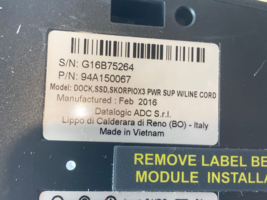 S/N: G16B75264
P/N: 94A150067
Model: DOCK,SSD,SKORPIOX3 PWR SUP W/LINE CORD
Manufactured : Feb 2016
Datalogic ADC S.r.l.
Lippo di Calderara di Reno (BO) - Italy
Made in Vietnam
REMOVE LABEL BE
MODULE INSTALLA